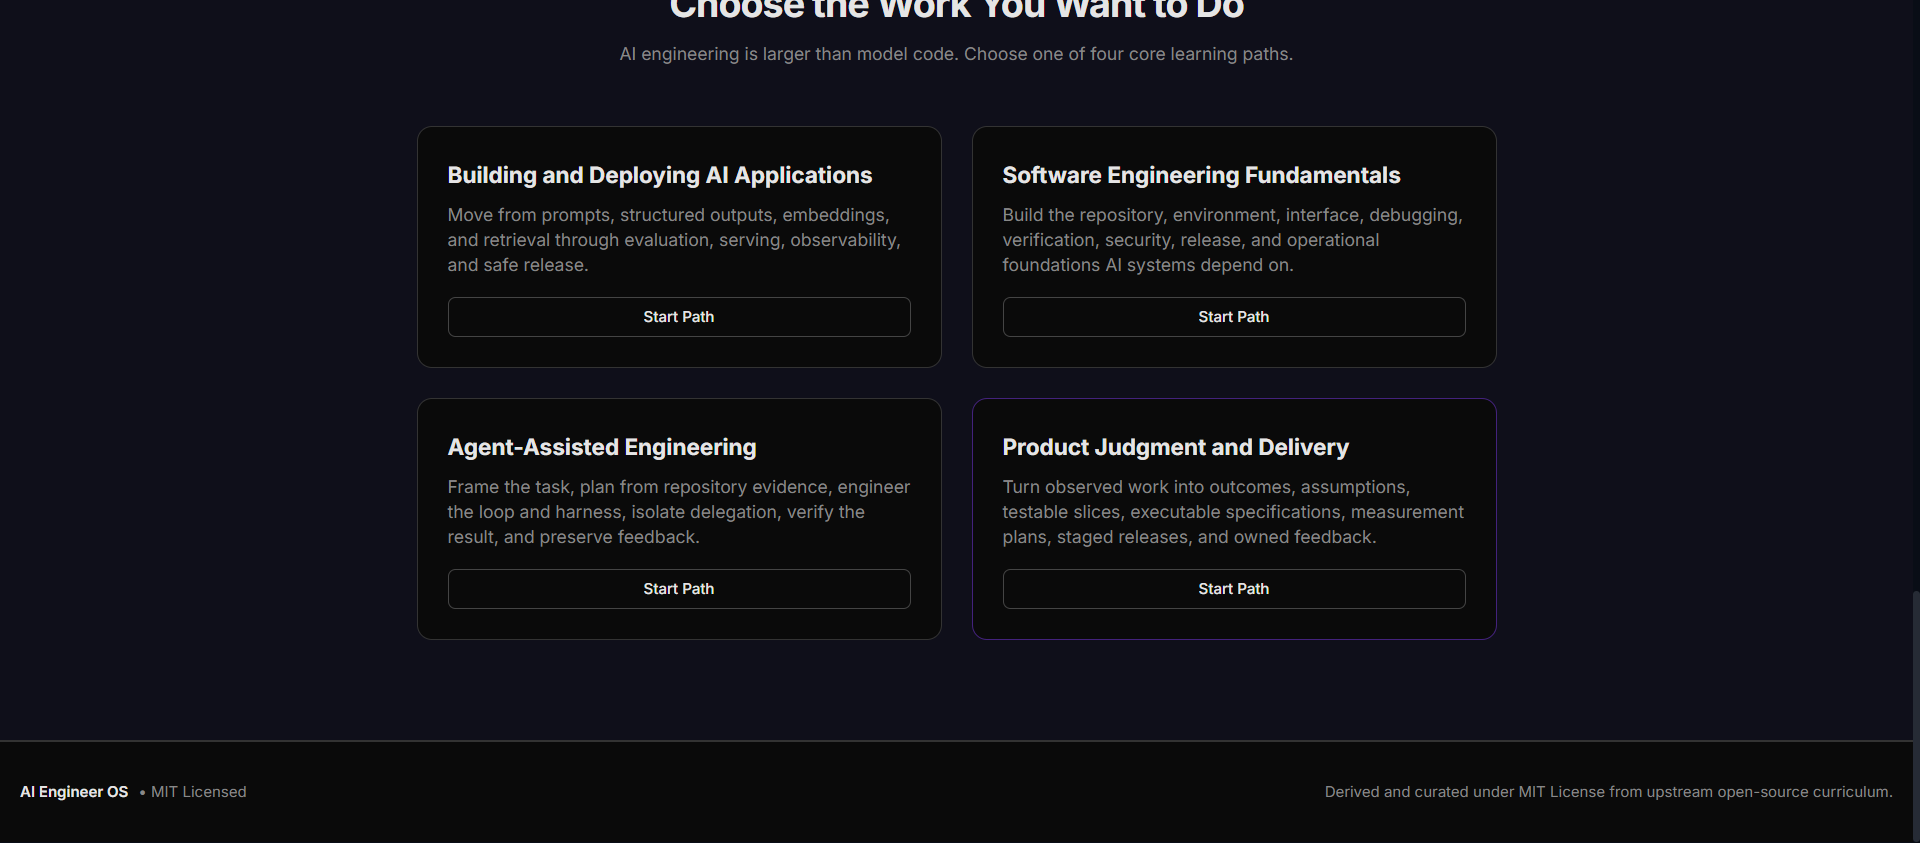 Choose the Work You Want to Do
AI engineering is larger than model code. Choose one of four core learning paths.
Building and Deploying AI Applications
Move from prompts, structured outputs, embeddings,
and retrieval through evaluation, serving, observability,
and safe release.
Start Path
Software Engineering Fundamentals
Build the repository, environment, interface, debugging,
verification, security, release, and operational
foundations AI systems depend on.
Start Path
Agent-Assisted Engineering
Frame the task, plan from repository evidence, engineer
the loop and harness, isolate delegation, verify the
result, and preserve feedback.
Start Path
Product Judgment and Delivery
Turn observed work into outcomes, assumptions,
testable slices, executable specifications, measurement
plans, staged releases, and owned feedback.
Start Path
AI Engineer OS • MIT Licensed
Derived and curated under MIT License from upstream open-source curriculum.